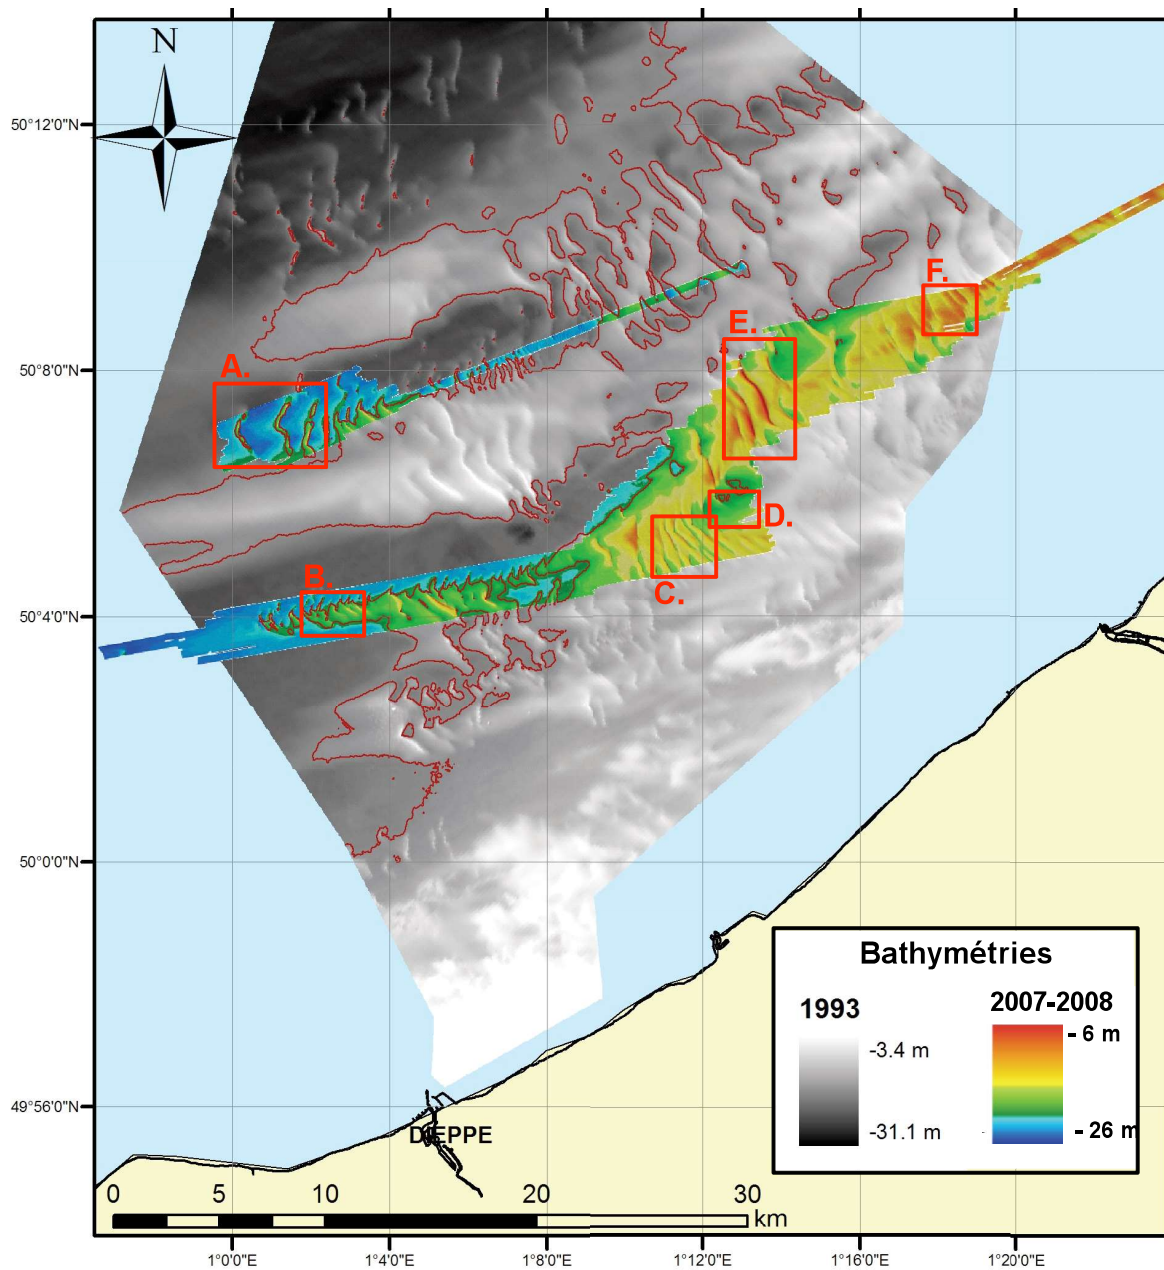 N
50°12'0"N
F.
E.
50°8'0"N
A.
D.
C.
B.
50°4'0"N
50°0'0"N
Bathymétries
1993
2007-2008
-3.4 m
- 6 m
-31.1 m
- 26 m
49°56'0"N
DIEPPE
0 5 10 20 30
km
1°0'0"E 1°4'0"E 1°8'0"E 1°12'0"E 1°16'0"E 1°20'0"E